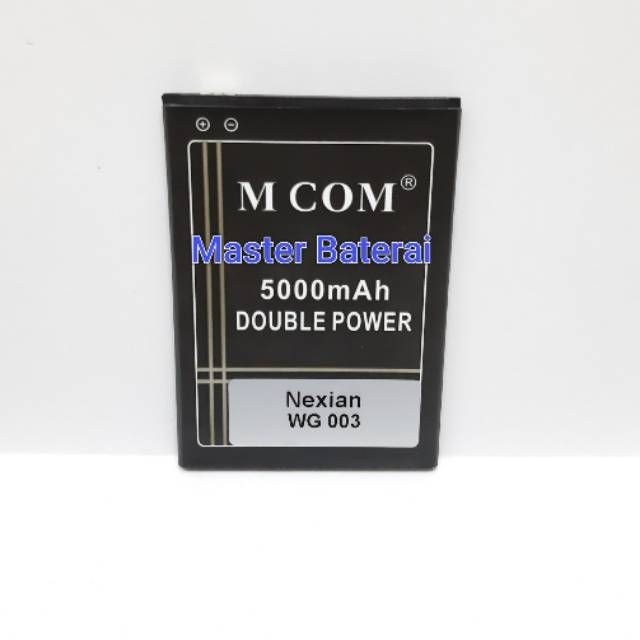 M COM®
Master Baterai
5000mAh
DOUBLE POWER
Nexian
WG 003